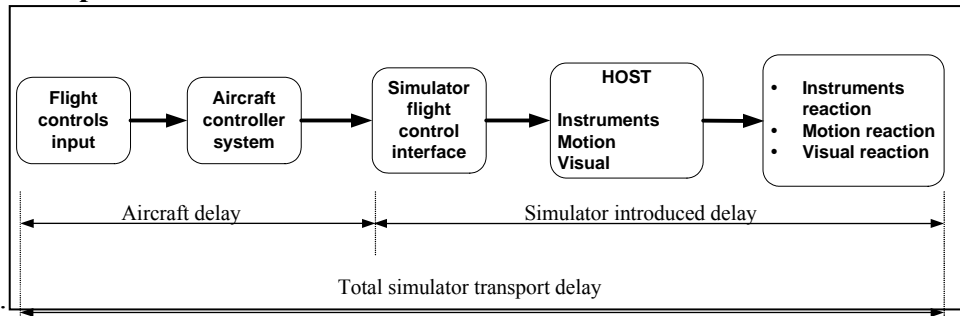 Flight
controls
input
Aircraft
controller
system
Simulator
flight
control
interface
HOST
Instruments
Motion
Visual
• Instruments
reaction
• Motion reaction
• Visual reaction
Aircraft delay
Simulator introduced delay
Total simulator transport delay